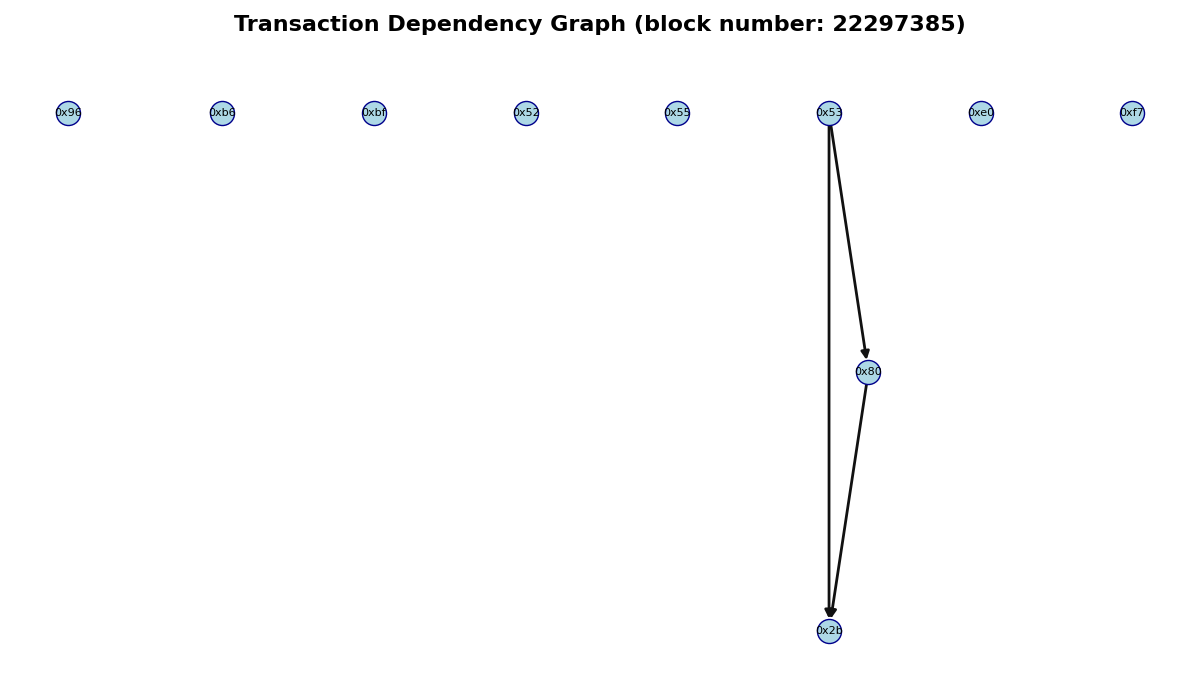 Transaction Dependency Graph (block number: 22297385)
0x96 0xb6 0xbf 0x52 0x55 0x53 0xe0 0xf7
0x80
0x2b